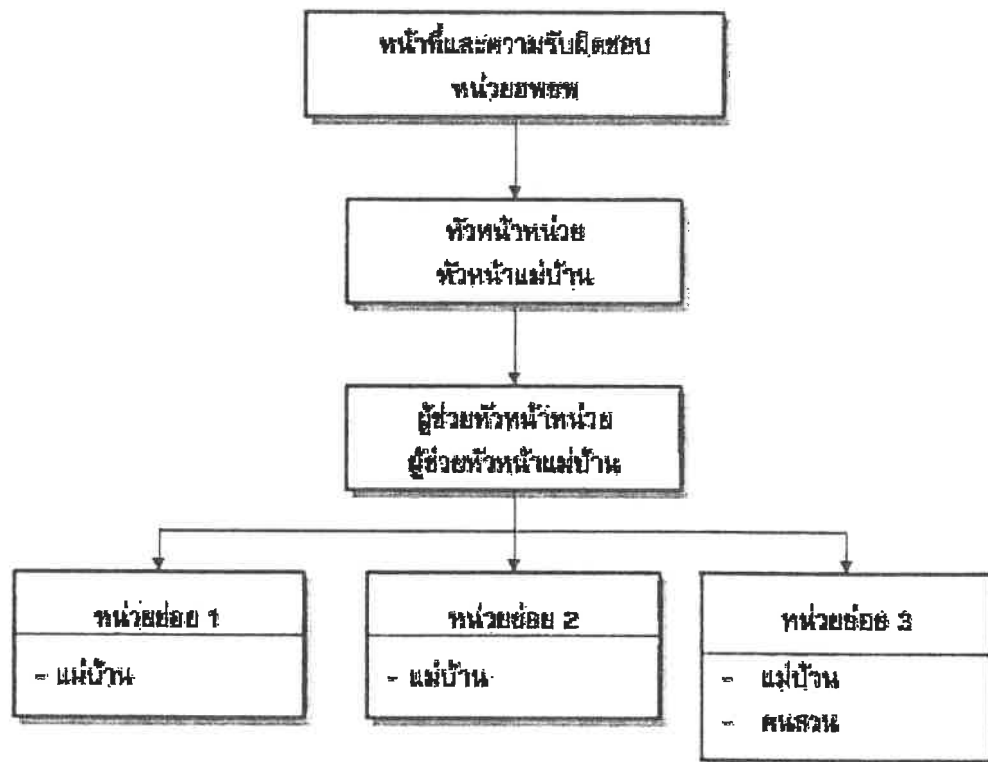 หน้าที่และความรับผิดชอบ
หน่วยอพยพ
หัวหน้าหน่วย
หัวหน้าแม่บ้าน
ผู้ช่วยหัวหน้าหน่วย
ผู้ช่วยหัวหน้าแม่บ้าน
หน่วยย่อย 1
- แม่บ้าน
หน่วยย่อย 2
- แม่บ้าน
หน่วยย่อย 3
- แม่บ้าน
- คนสวน